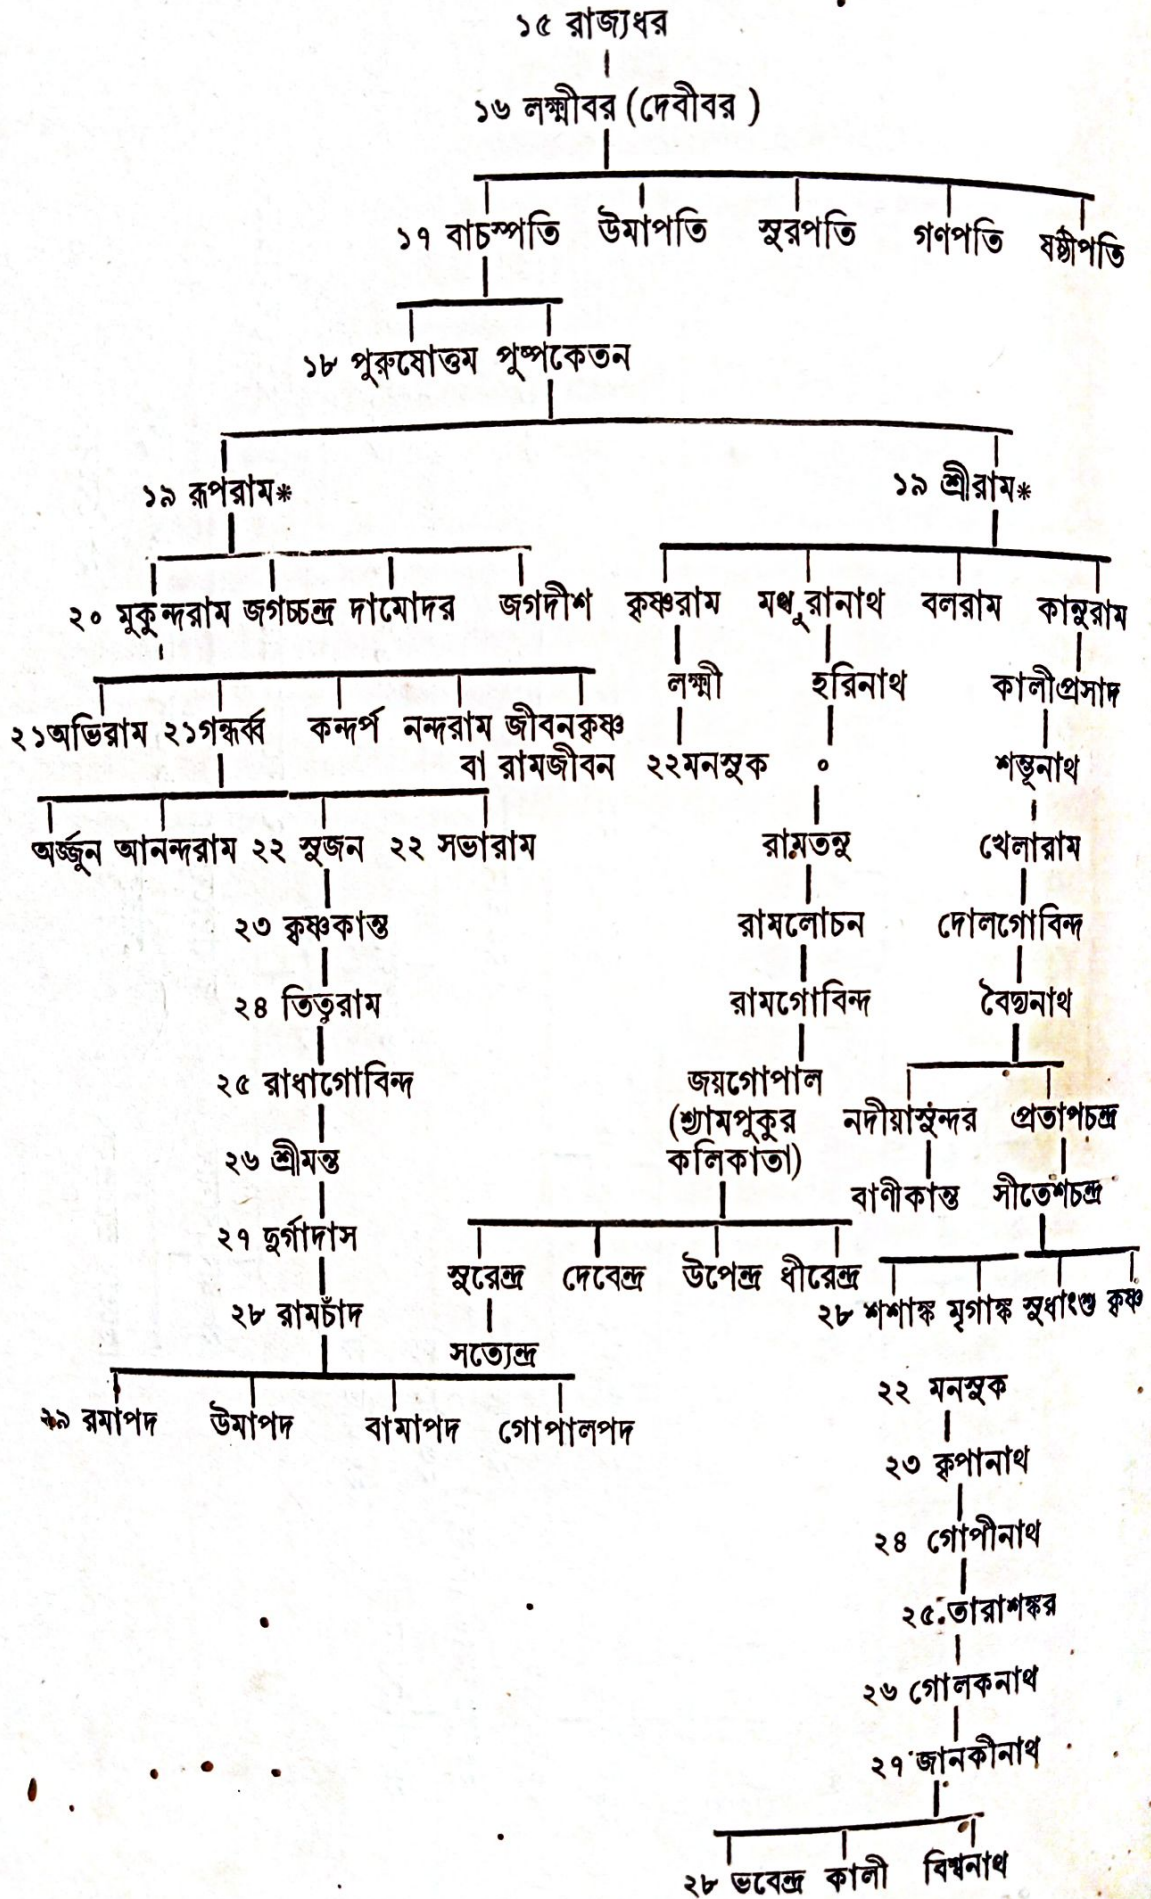 ১৫ রাজ্যধর
১৬ লক্ষ্মীবর (দেবীবর)
১৭ বাচস্পতি উমাপতি সুরপতি গণপতি ষষ্ঠীপতি
১৮ পুরুষোত্তম পুষ্পকেতন
১৯ রূপরাম* ১৯ শ্রীরাম*
২০ মুকুন্দরাম জগচ্চন্দ্র দামোদর জগদীশ কৃষ্ণরাম মথুরানাথ বলরাম কানুরাম
লক্ষ্মী হরিনাথ কালীপ্রসাদ
২১অভিরাম ২১গন্ধর্ব্ব কন্দর্প নন্দরাম জীবনকৃষ্ণ
বা রামজীবন ২২মনসুক ০ শম্ভূনাথ
অর্জ্জুন আনন্দরাম ২২ সুজন ২২ সভারাম রামতনু খেলারাম
২৩ কৃষ্ণকান্ত রামলোচন দোলগোবিন্দ
২৪ তিতুরাম রামগোবিন্দ বৈদ্যনাথ
২৫ রাধাগোবিন্দ জয়গোপাল
(শ্যামপুকুর নদীয়াসুন্দর প্রতাপচন্দ্র
২৬ শ্রীমন্ত কলিকাতা)
বাণীকান্ত সীতেশচন্দ্র
২৭ দুর্গাদাস
সুরেন্দ্র দেবেন্দ্র উপেন্দ্র ধীরেন্দ্র
২৮ রামচাঁদ ২৮ শশাঙ্ক মৃগাঙ্ক সুধাংশু কৃষ্ণ
সত্যেন্দ্র
২২ মনসুক
২৯ রমাপদ উমাপদ বামাপদ গোপালপদ
২৩ কৃপানাথ
২৪ গোপীনাথ
২৫ তারাশঙ্কর
২৬ গোলকনাথ
২৭ জানকীনাথ
২৮ ভবেন্দ্র কালী বিশ্বনাথ